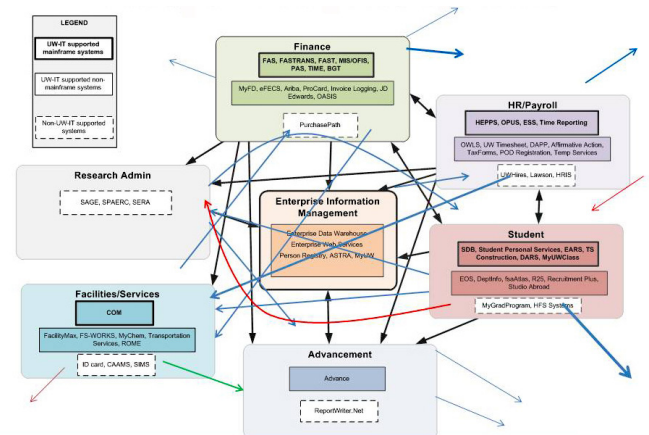 LEGEND
UW-IT supported
mainframe systems
UW-IT supported non-
mainframe systems
Non-UW-IT supported
systems
Finance
FAS, FASTRANS, FAST, MIS/OFIS,
PAS, TIME, BGT
MyFD, eFECS, Ariba, ProCard, Invoice Logging, JD
Edwards, OASIS
PurchasePath
HR/Payroll
HEPPS, OPUS, ESS, Time Reporting
OWLS, UW Timesheet, OAPP, Affirmative Action,
TaxForms, POD Registration, Temp Services
UWHires, Lawson, HRIS
Research Admin
SAGE, SPAERC, SERA
Enterprise Information
Management
Enterprise Data Warehouse
Enterprise Web Services
Person Registry, ASTRA, MyUW
Student
SDB, Student Personal Services, EARS, TS
Construction, DARS, MyUWClass
EOS, DeptInfo, fsaAtlas, R25, Recruitment Plus,
Studio Abroad
MyGradProgram, HFS Systems
Facilities/Services
COM
FacilityMax, FS-WORKS, MyChem, Transportation
Services, ROME
ID card, CAAMS, SIMS
Advancement
Advance
ReportWriter.Net